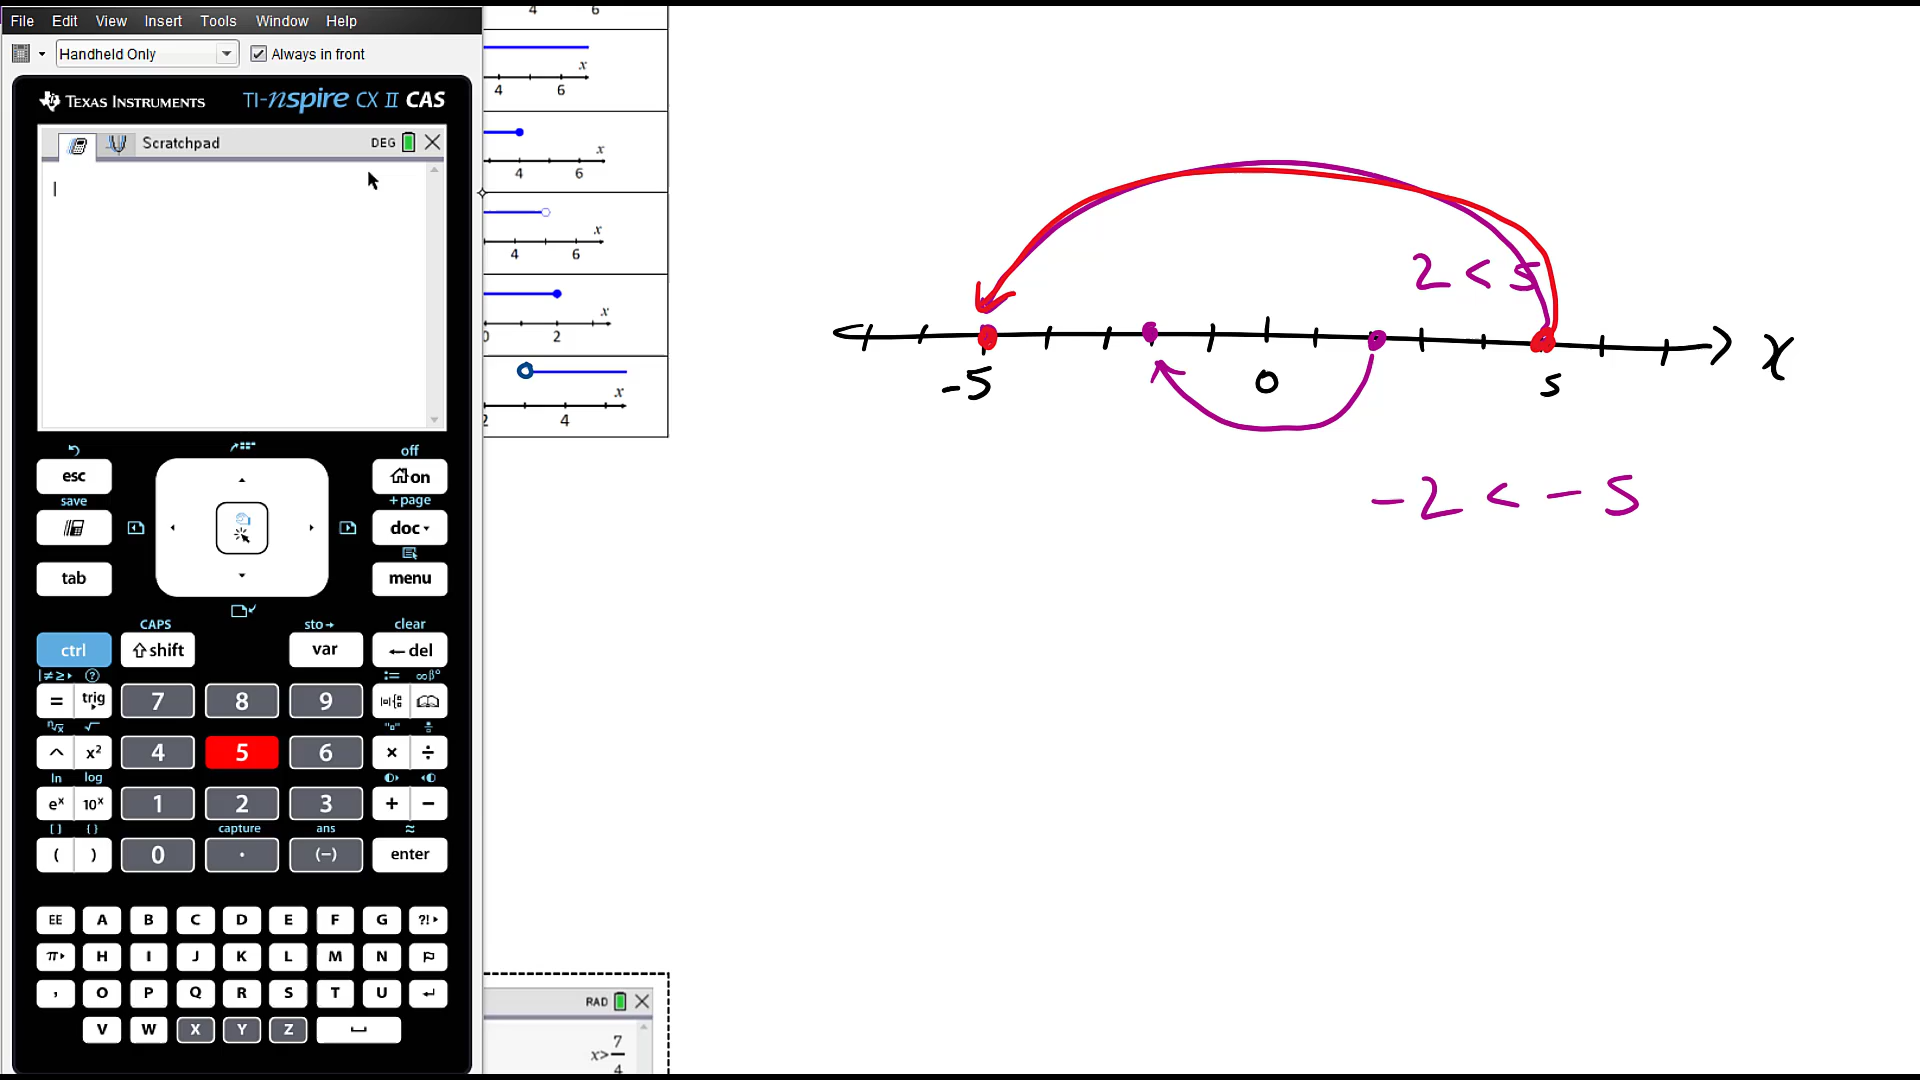 File Edit View Insert Tools Window Help
Handheld Only Always in front
TEXAS INSTRUMENTS TI-nspire CX II CAS
Scratchpad DEG
esc off on
save + page
doc
tab menu
CAPS sto→ clear
ctrl ⇧shift var ←del
|≠≥▸ ? := ∞β°
= trig 7 8 9
ⁿ√x √ "□"
^ x² 4 5 6 × ÷
ln log
eˣ 10ˣ 1 2 3 + −
[ ] { } capture ans ≈
( ) 0 . (−) enter
EE A B C D E F G ?!▸
π▸ H I J K L M N
, O P Q R S T U ↵
V W X Y Z
4 6
x
4 6
x
4 6
x
4 6
x
0 2
x
2 4
RAD
x>7/4
2 < 5
x
-5 0 5
-2 < -5